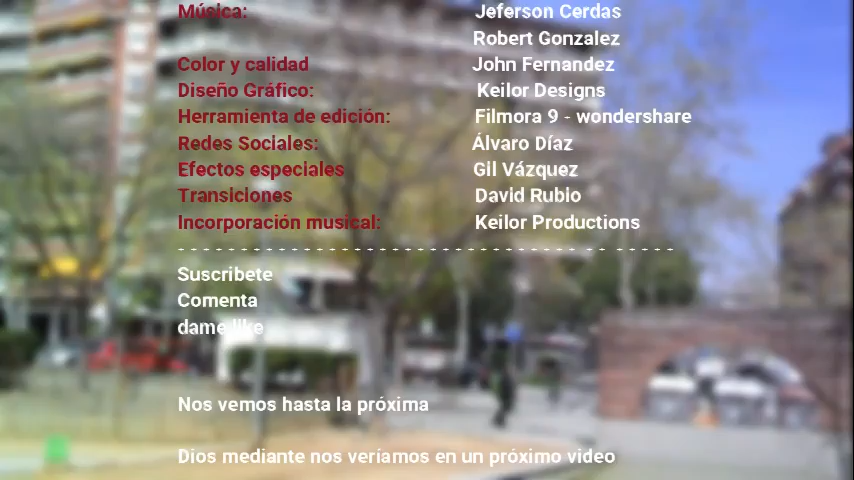 Música: Jeferson Cerdas
Robert Gonzalez
Color y calidad John Fernandez
Diseño Gráfico: Keilor Designs
Herramienta de edición: Filmora 9 - wondershare
Redes Sociales: Álvaro Díaz
Efectos especiales Gil Vázquez
Transiciones David Rubio
Incorporación musical: Keilor Productions
- - - - - - - - - - - - - - - - - - - - - - - - - - - - - - - - - - - - - - -
Suscribete
Comenta
dame like
Nos vemos hasta la próxima
Dios mediante nos veríamos en un próximo video